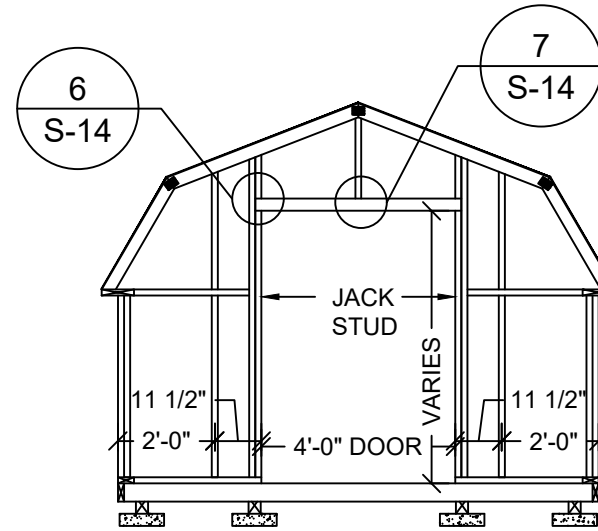 6
S-14
7
S-14
JACK
STUD
VARIES
11 1/2"
11 1/2"
2'-0"
4'-0" DOOR
2'-0"